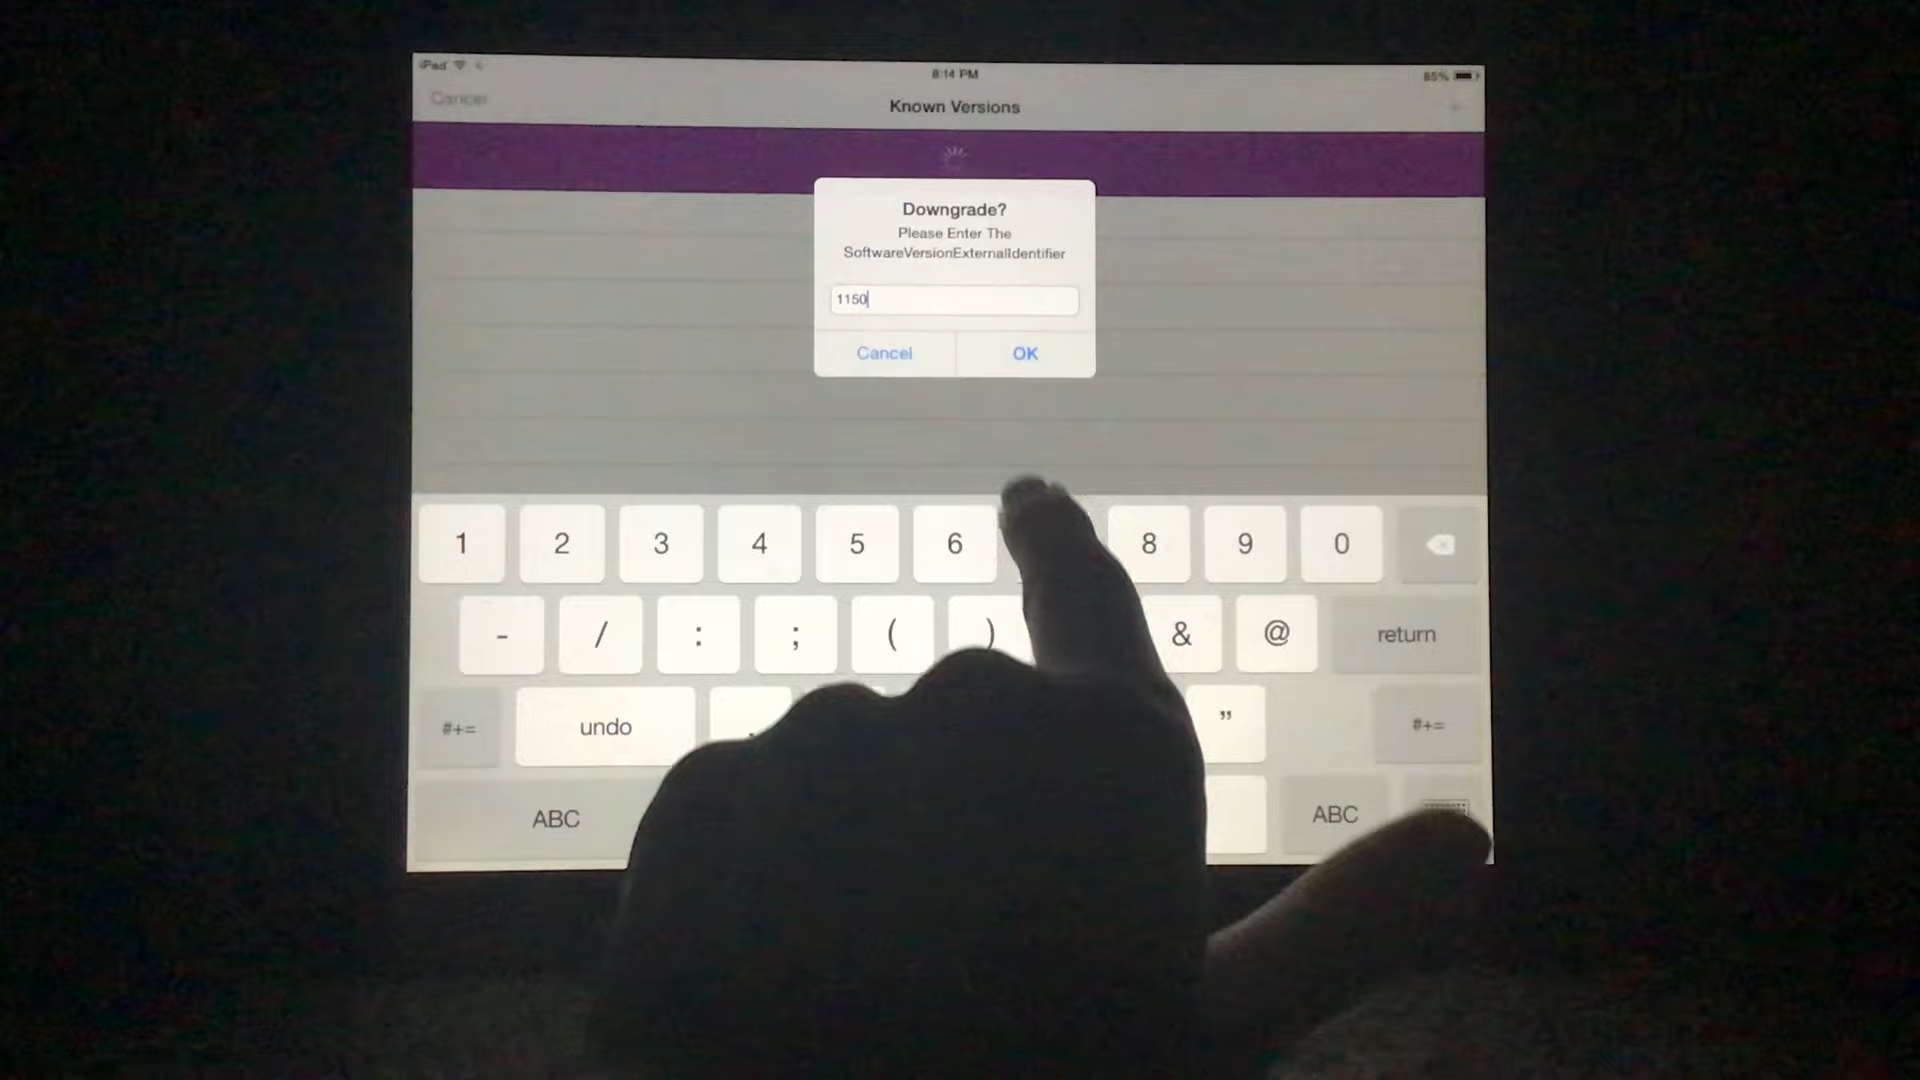 iPad
8:14 PM
85%
Cancel
Known Versions
Downgrade?
Please Enter The
SoftwareVersionExternalIdentifier
1150
Cancel
OK
1 2 3 4 5 6 8 9 0
- / : ; ( ) & @ return
#+= undo " #+=
ABC ABC